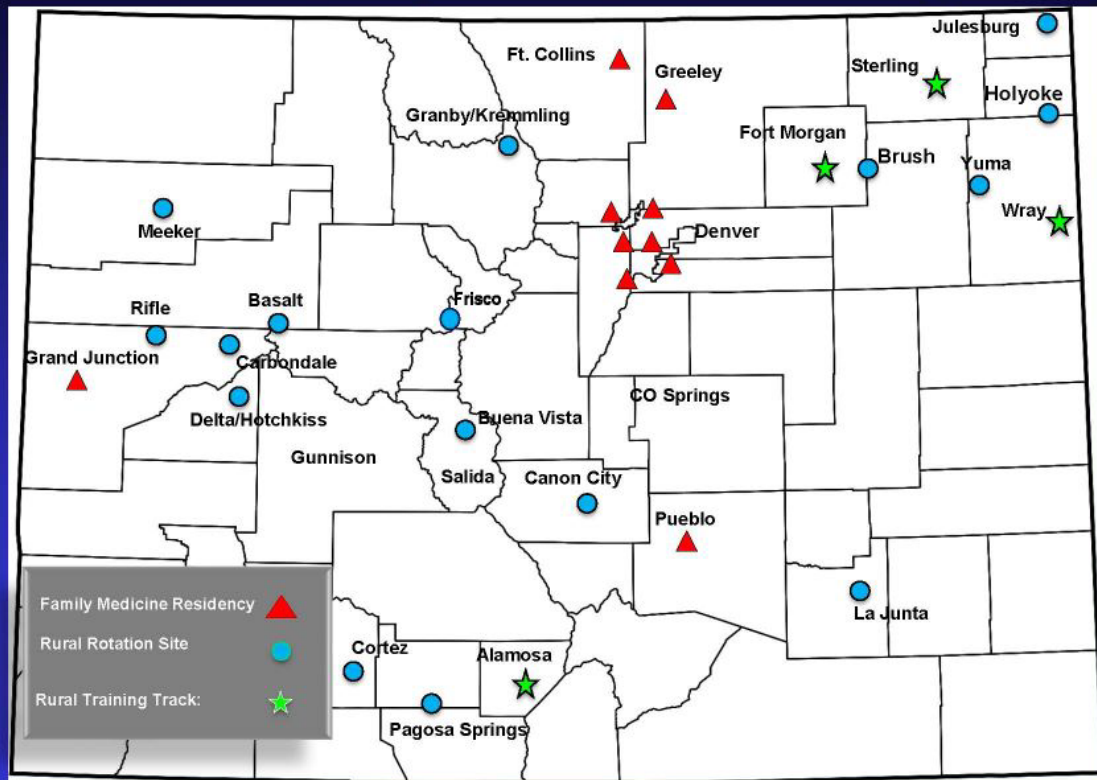 Julesburg
Ft. Collins
Sterling
Greeley
Holyoke
Granby/Kremmling
Fort Morgan
Brush
Yuma
Wray
Meeker
Denver
Rifle
Basalt
Frisco
Grand Junction
Carbondale
CO Springs
Delta/Hotchkiss
Buena Vista
Gunnison
Salida
Canon City
Pueblo
La Junta
Family Medicine Residency
Rural Rotation Site
Rural Training Track:
Cortez
Alamosa
Pagosa Springs